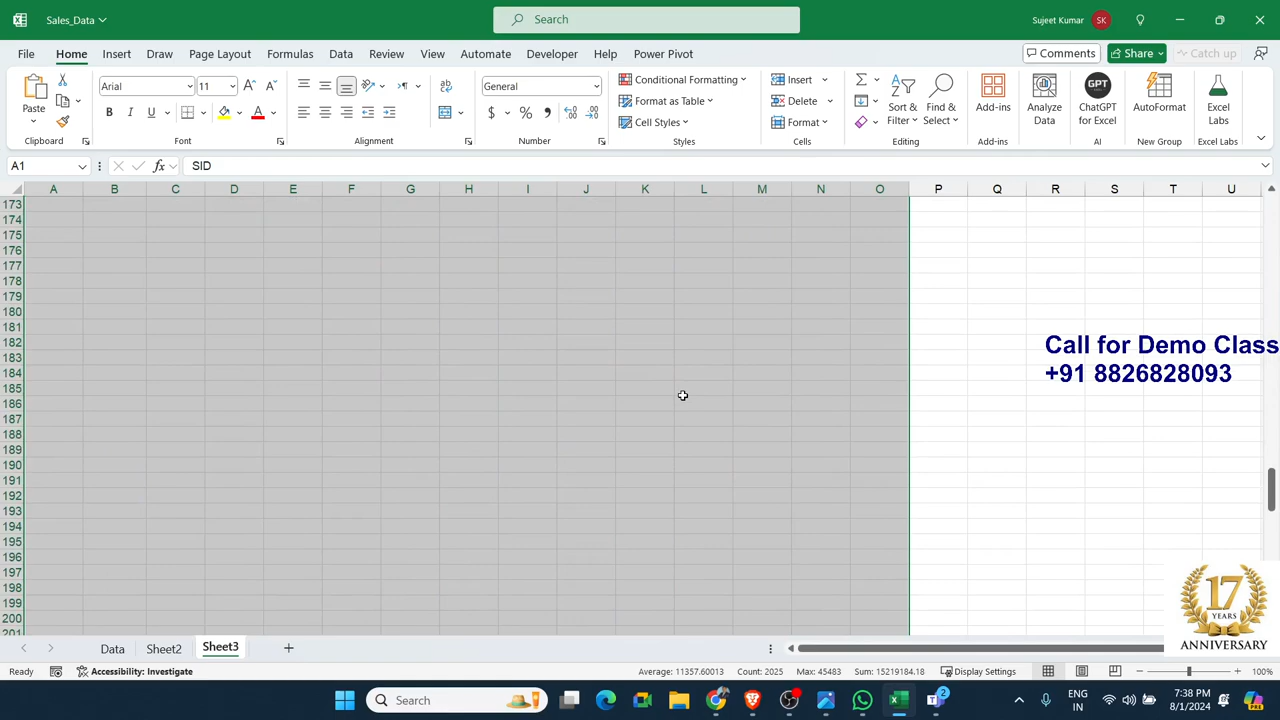 Sales_Data
Search
Sujeet Kumar
SK
File Home Insert Draw Page Layout Formulas Data Review View Automate Developer Help Power Pivot
Comments Share Catch up
Paste
Clipboard
Arial 11
B I U
Font
Alignment
General
$ % ,
Number
Conditional Formatting
Format as Table
Cell Styles
Styles
Insert
Delete
Format
Cells
Sort & Filter
Find & Select
Editing
Add-ins
Add-ins
Analyze Data
GPT
ChatGPT for Excel
AI
AutoFormat
New Group
Excel Labs
Excel Labs
A1 fx SID
A B C D E F G H I J K L M N O P Q R S T U
173
174
175
176
177
178
179
180
181
182
183
184
185
186
187
188
189
190
191
192
193
194
195
196
197
198
199
200
201
Call for Demo Class
+91 8826828093
17
YEARS
ANNIVERSARY
Data Sheet2 Sheet3 +
Ready Accessibility: Investigate Average: 11357.60013 Count: 2025 Max: 45483 Sum: 15219184.18 Display Settings 100%
Search
2
ENG
IN
7:38 PM
8/1/2024